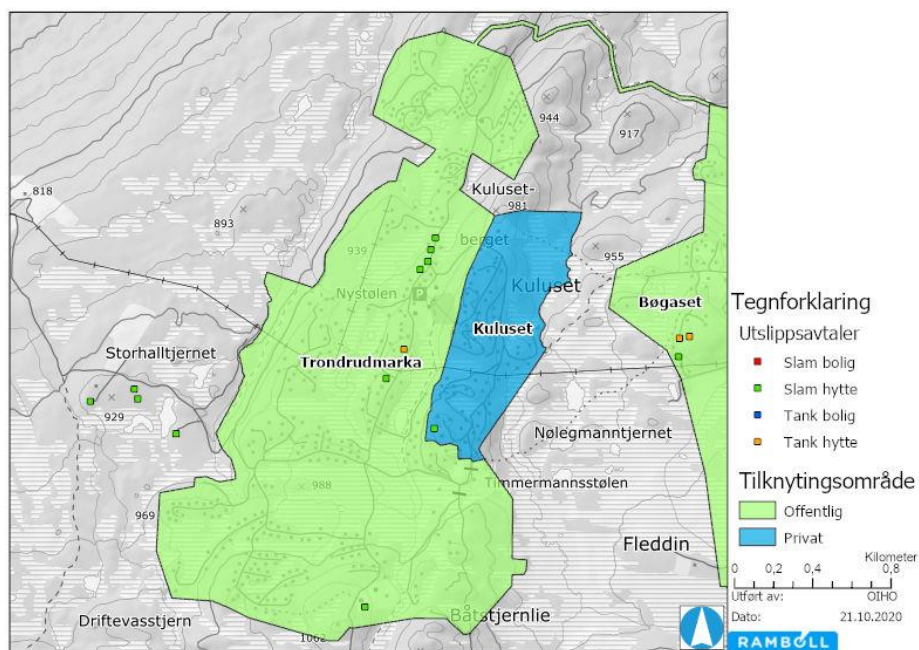 944
917
818
Kuluset-
981
893
berget
939
955
Nystølen
P
Kuluset
Bøgaset
Kuluset
Storhalltjernet
Trondrudmarka
929
Nølegmanntjernet
Timmermannsstølen
988
969
Fleddin
Driftevasstjern
Båtstjernlie
1002
Tegnforklaring
Utslippsavtaler
Slam bolig
Slam hytte
Tank bolig
Tank hytte
Tilknytingsområde
Offentlig
Privat
Kilometer
0 0,2 0,4 0,8
Utført av: OIHO
Dato: 21.10.2020
RAMBOLL